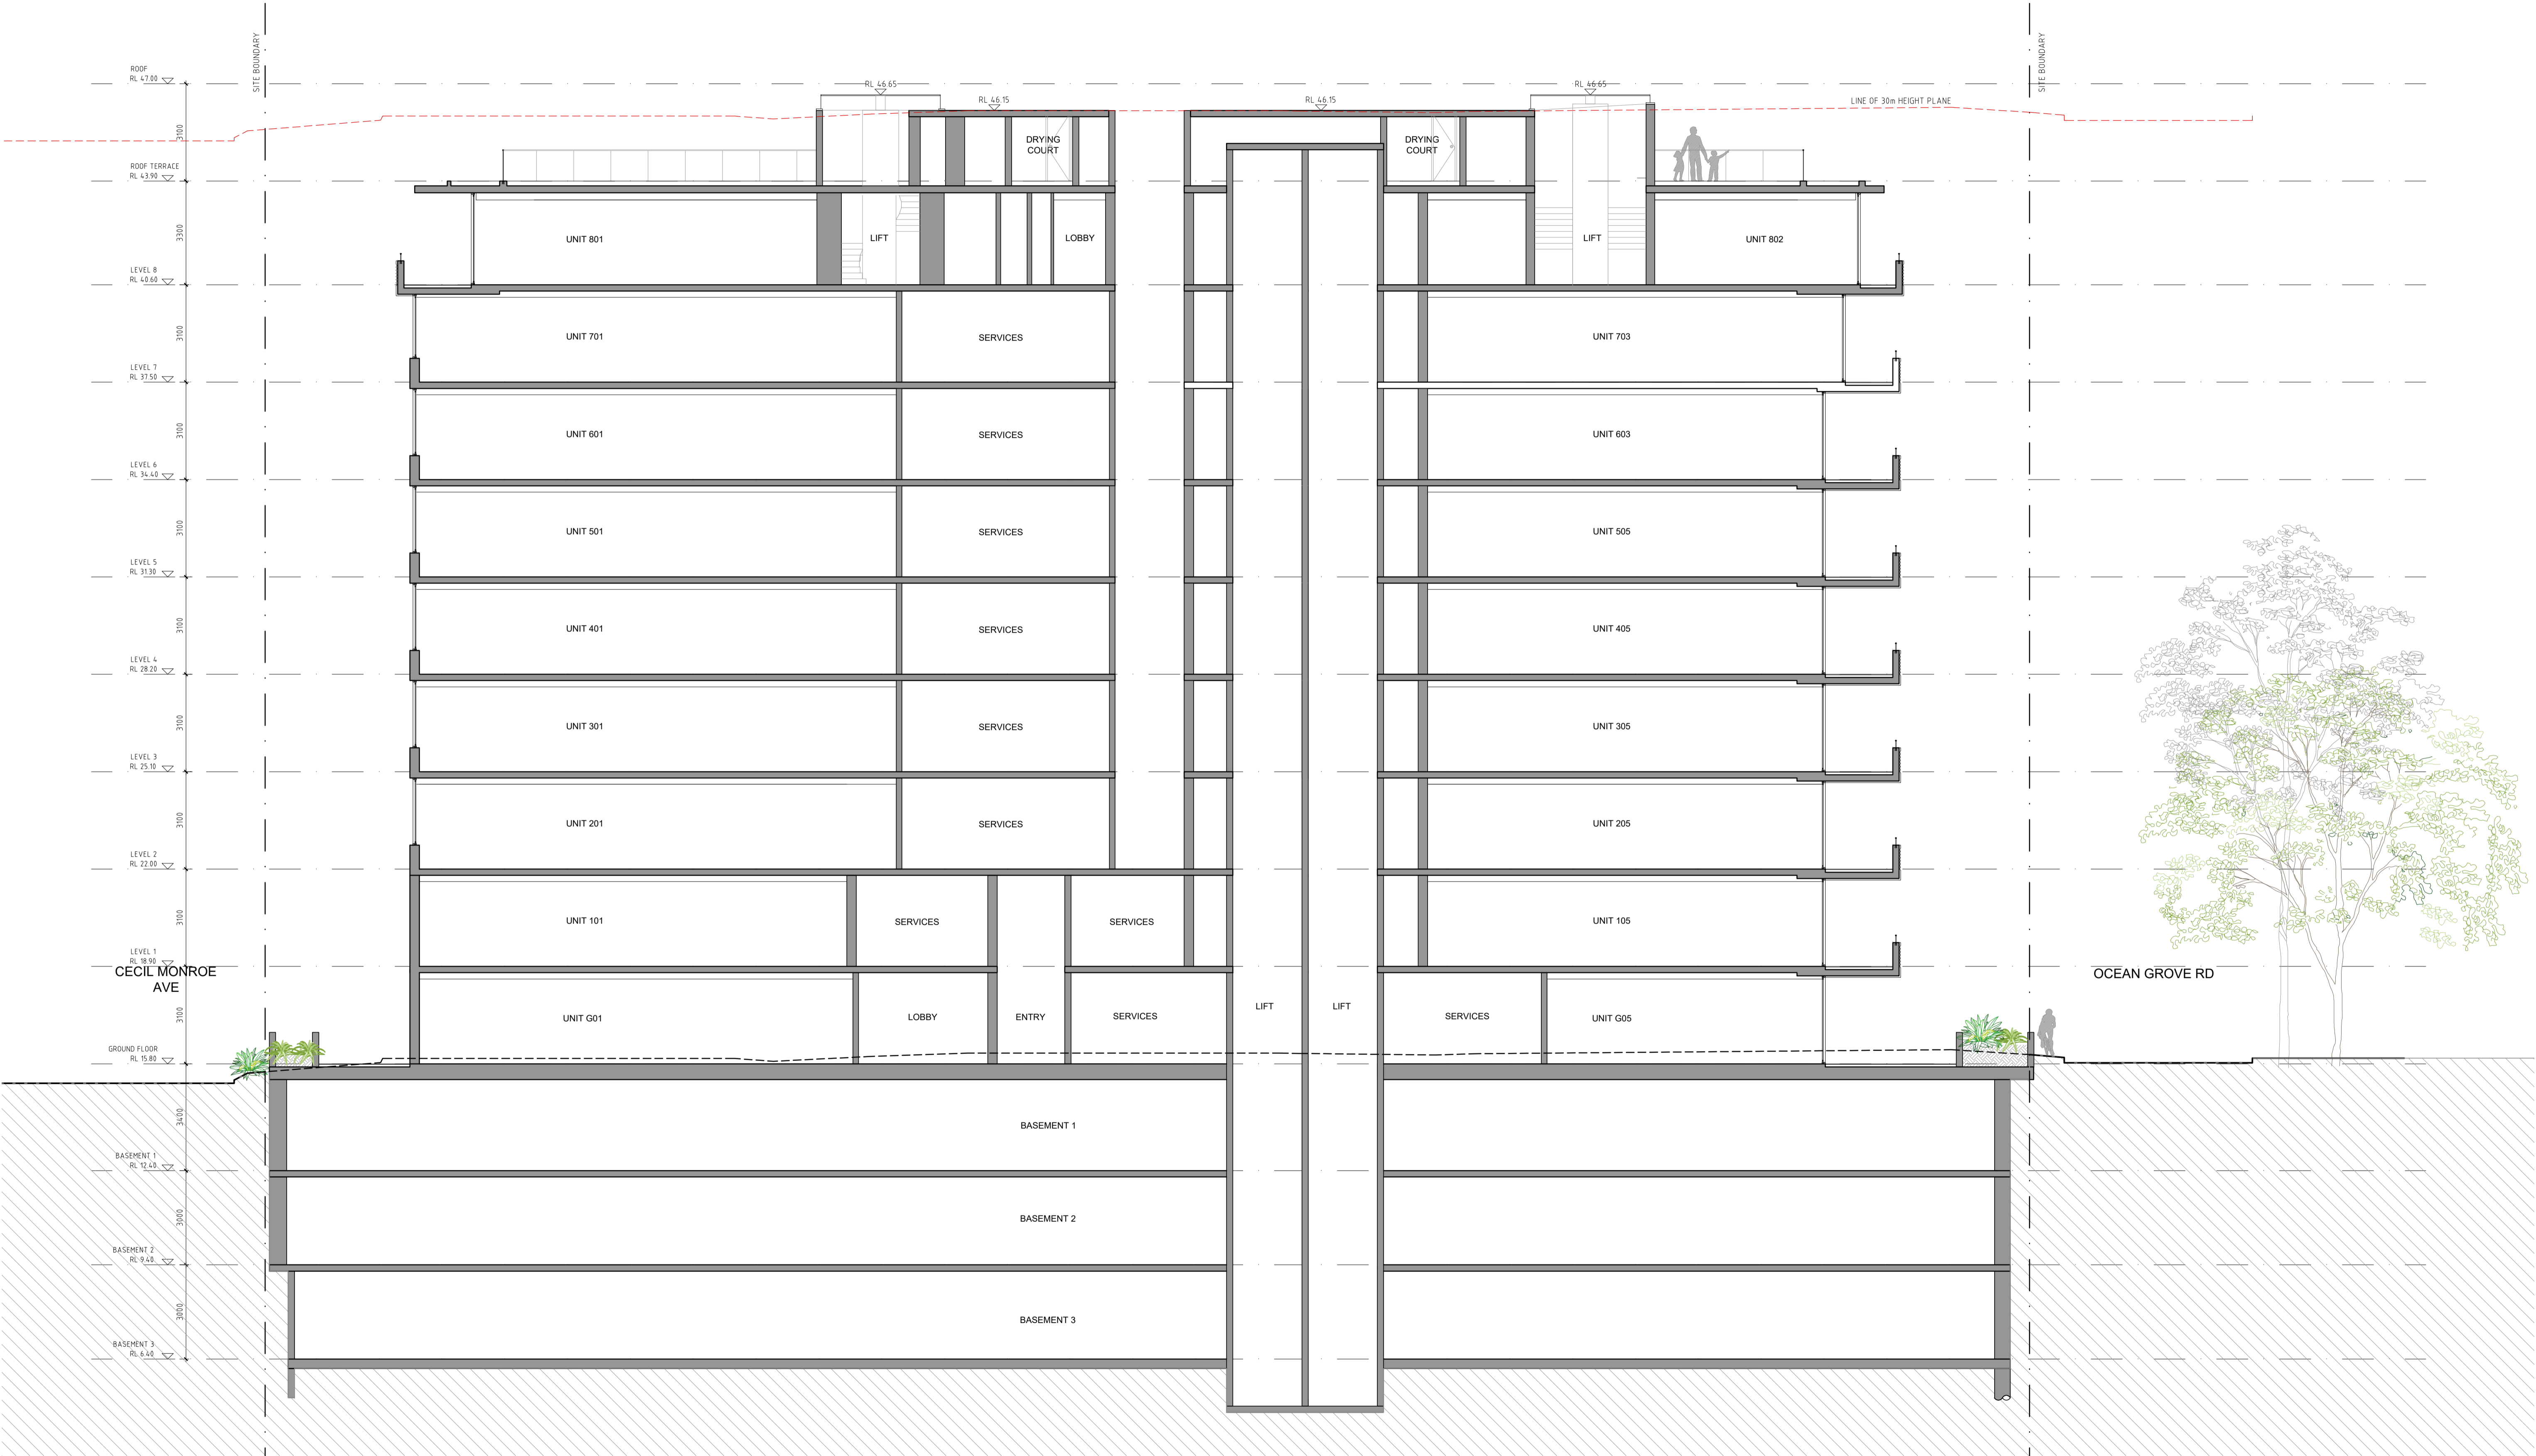 SITE BOUNDARY
SITE BOUNDARY
ROOF
RL 47.00
RL 46.65
RL 46.15
RL 46.15
RL 46.65
LINE OF 30m HEIGHT PLANE
3100
DRYING
COURT
DRYING
COURT
ROOF TERRACE
RL 43.90
3300
UNIT 801
LIFT
LOBBY
LIFT
UNIT 802
LEVEL 8
RL 40.60
3100
UNIT 701
SERVICES
UNIT 703
LEVEL 7
RL 37.50
3100
UNIT 601
SERVICES
UNIT 603
LEVEL 6
RL 34.40
3100
UNIT 501
SERVICES
UNIT 505
LEVEL 5
RL 31.30
3100
UNIT 401
SERVICES
UNIT 405
LEVEL 4
RL 28.20
3100
UNIT 301
SERVICES
UNIT 305
LEVEL 3
RL 25.10
3100
UNIT 201
SERVICES
UNIT 205
LEVEL 2
RL 22.00
3100
UNIT 101
SERVICES
SERVICES
UNIT 105
LEVEL 1
RL 18.90
CECIL MONROE
AVE
OCEAN GROVE RD
3100
UNIT G01
LOBBY
ENTRY
SERVICES
LIFT
LIFT
SERVICES
UNIT G05
GROUND FLOOR
RL 15.80
3400
BASEMENT 1
BASEMENT 1
RL 12.40
3000
BASEMENT 2
BASEMENT 2
RL 9.40
3000
BASEMENT 3
BASEMENT 3
RL 6.40